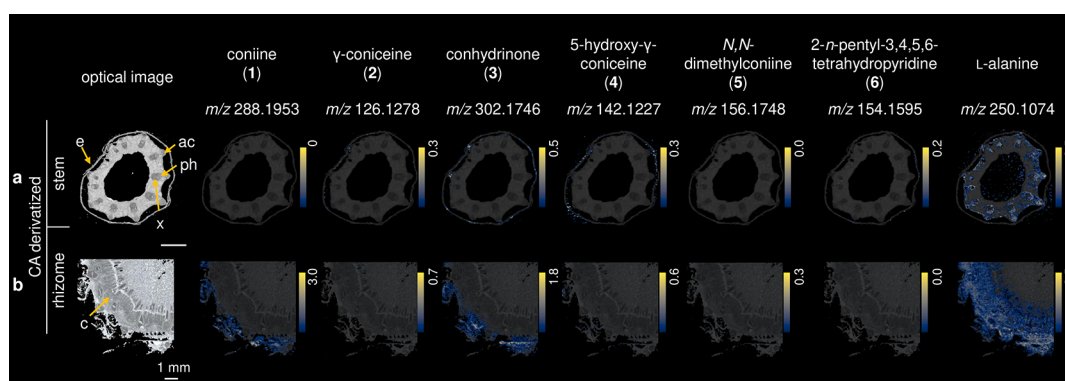 optical image
coniine
(1)
m/z 288.1953
γ-coniceine
(2)
m/z 126.1278
conhydrinone
(3)
m/z 302.1746
5-hydroxy-γ-
coniceine
(4)
m/z 142.1227
N,N-
dimethylconiine
(5)
m/z 156.1748
2-n-pentyl-3,4,5,6-
tetrahydropyridine
(6)
m/z 154.1595
L-alanine
m/z 250.1074
CA derivatized
a
stem
e
ac
ph
x
0
0.3
0.5
0.3
0.0
0.2
b
rhizome
c
1 mm
3.0
0.7
1.8
0.6
0.3
0.0